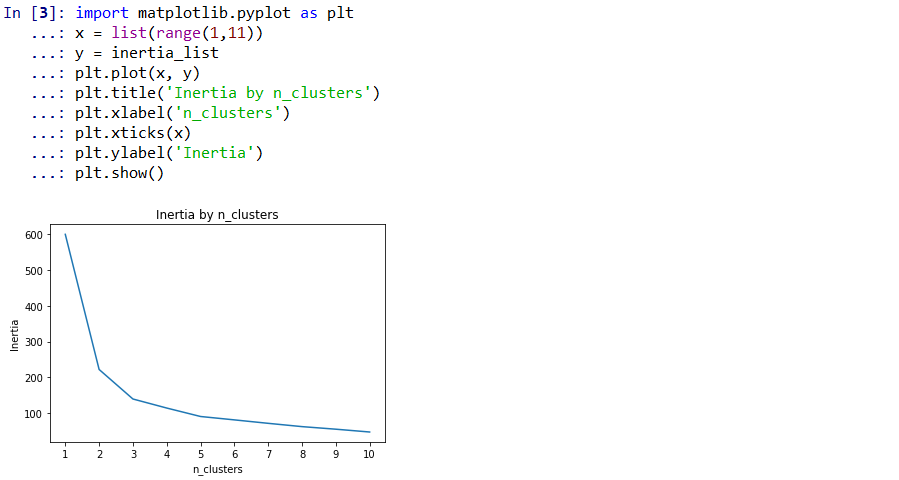 In [3]: import matplotlib.pyplot as plt
...: x = list(range(1,11))
...: y = inertia_list
...: plt.plot(x, y)
...: plt.title('Inertia by n_clusters')
...: plt.xlabel('n_clusters')
...: plt.xticks(x)
...: plt.ylabel('Inertia')
...: plt.show()
Inertia by n_clusters
600
500
400
300
200
100
Inertia
1 2 3 4 5 6 7 8 9 10
n_clusters